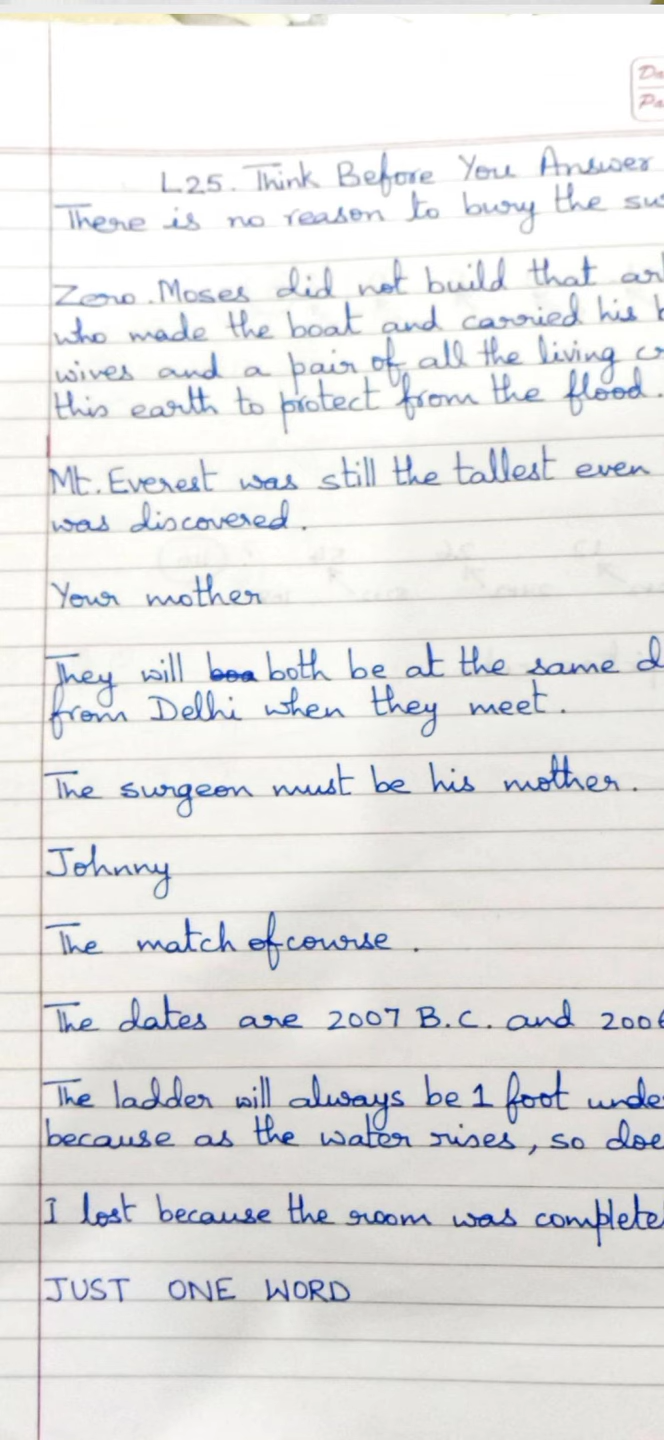 L.25. Think Before You Answer
There is no reason to bury the
Zero. Moses did not build that
who made the boat and carried his
wives and a pair of all the living
this earth to protect from the flood.
Mt. Everest was still the tallest even
was discovered.
Your mother
They will both be at the same
from Delhi when they meet.
The surgeon must be his mother.
Johnny
The match of course.
The dates are 2007 B.C. and
The ladder will always be 1 foot
because as the water rises, so
I lost because the room was
JUST ONE WORD